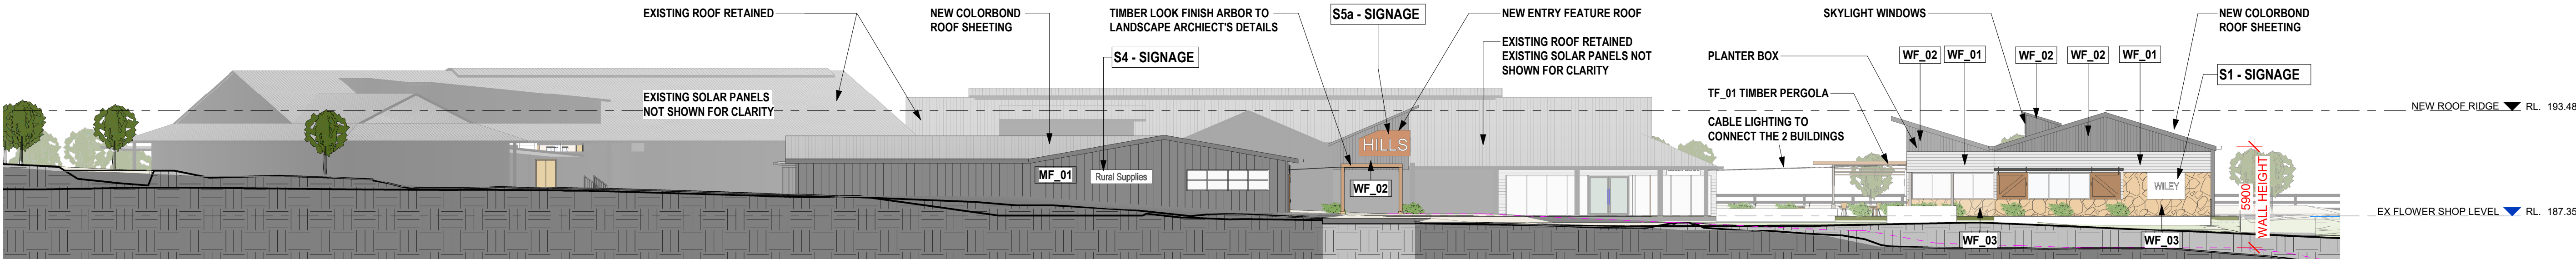 EXISTING ROOF RETAINED
NEW COLORBOND
ROOF SHEETING
TIMBER LOOK FINISH ARBOR TO
LANDSCAPE ARCHIECT'S DETAILS
S5a - SIGNAGE
NEW ENTRY FEATURE ROOF
SKYLIGHT WINDOWS
NEW COLORBOND
ROOF SHEETING
S4 - SIGNAGE
EXISTING ROOF RETAINED
EXISTING SOLAR PANELS NOT
SHOWN FOR CLARITY
PLANTER BOX
WF_02
WF_01
WF_02
WF_02
WF_01
S1 - SIGNAGE
EXISTING SOLAR PANELS
NOT SHOWN FOR CLARITY
TF_01 TIMBER PERGOLA
NEW ROOF RIDGE
RL. 193.48
CABLE LIGHTING TO
CONNECT THE 2 BUILDINGS
HILLS
MF_01
Rural Supplies
WF_02
WILEY
5900
WALL HEIGHT
EX FLOWER SHOP LEVEL
RL. 187.35
WF_03
WF_03